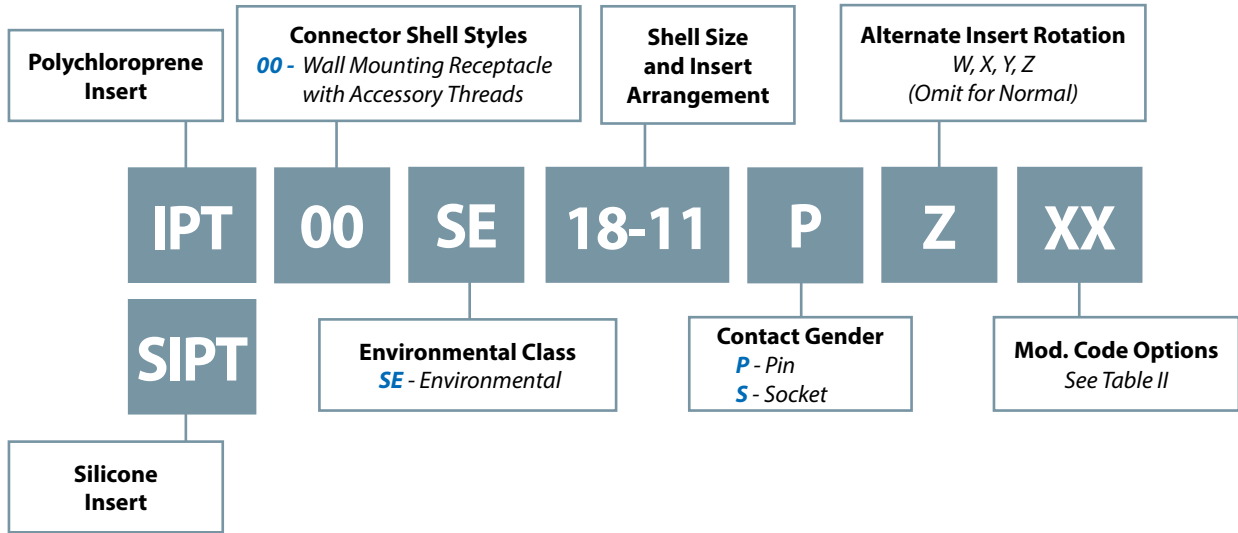 Polychloroprene
Insert
Connector Shell Styles
00 - Wall Mounting Receptacle
with Accessory Threads
Shell Size
and Insert
Arrangement
Alternate Insert Rotation
W, X, Y, Z
(Omit for Normal)
IPT 00 SE 18-11 P Z XX
SIPT
Environmental Class
SE - Environmental
Contact Gender
P - Pin
S - Socket
Mod. Code Options
See Table II
Silicone
Insert